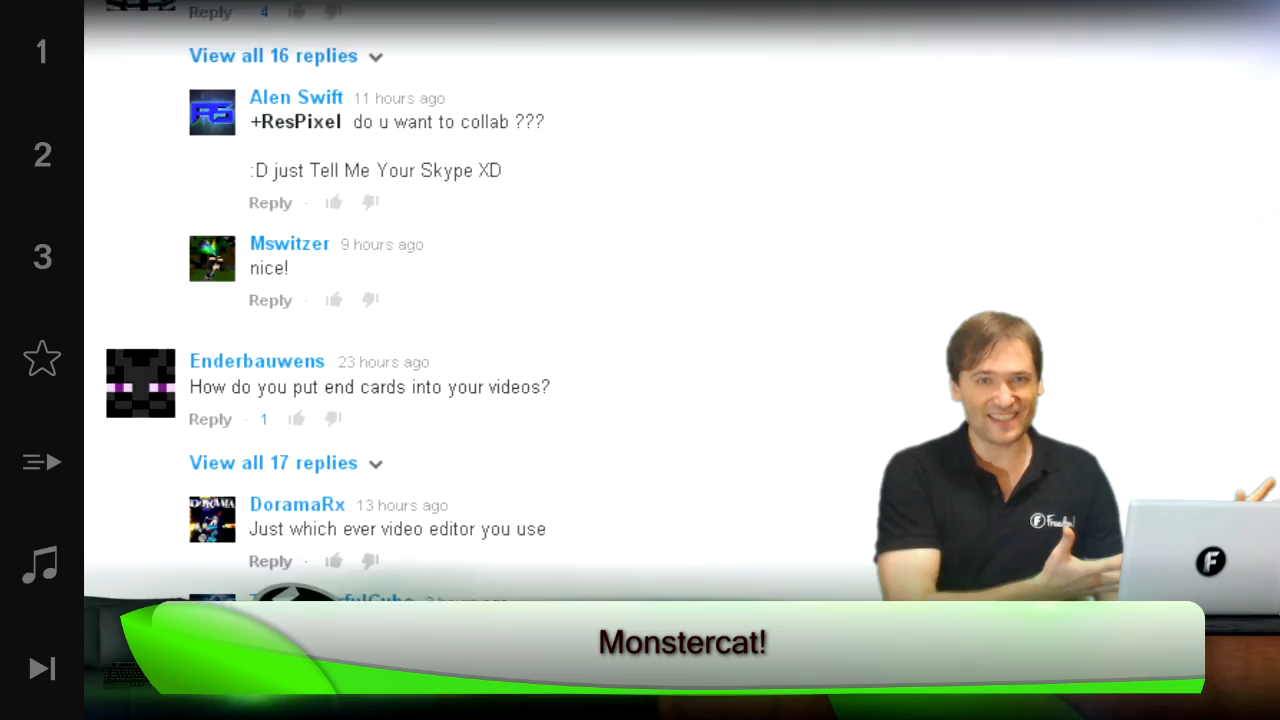 Reply · 4
1
View all 16 replies
Alen Swift 11 hours ago
+ResPixel do u want to collab ???
2
:D just Tell Me Your Skype XD
Reply ·
Mswitzer 9 hours ago
3
nice!
Reply ·
Enderbauwens 23 hours ago
How do you put end cards into your videos?
Reply · 1
View all 17 replies
DoramaRx 13 hours ago
Just which ever video editor you use
Freedom!
F
Reply ·
Monstercat!